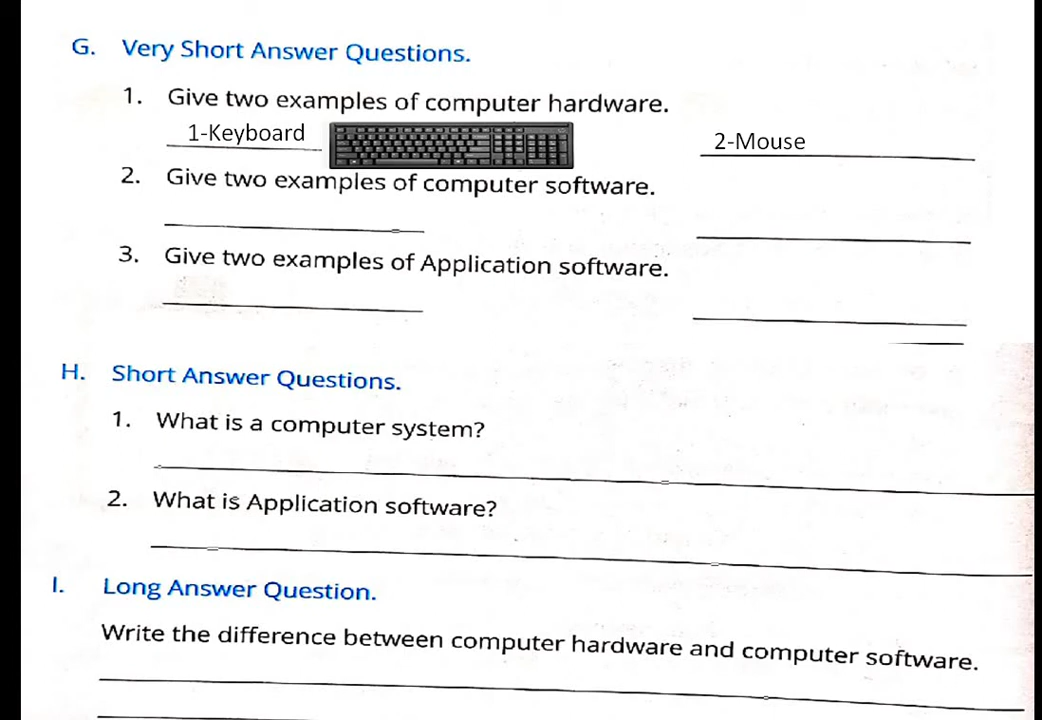 G. Very Short Answer Questions.
1. Give two examples of computer hardware.
1-Keyboard 2-Mouse
2. Give two examples of computer software.
3. Give two examples of Application software.
H. Short Answer Questions.
1. What is a computer system?
2. What is Application software?
I. Long Answer Question.
Write the difference between computer hardware and computer software.